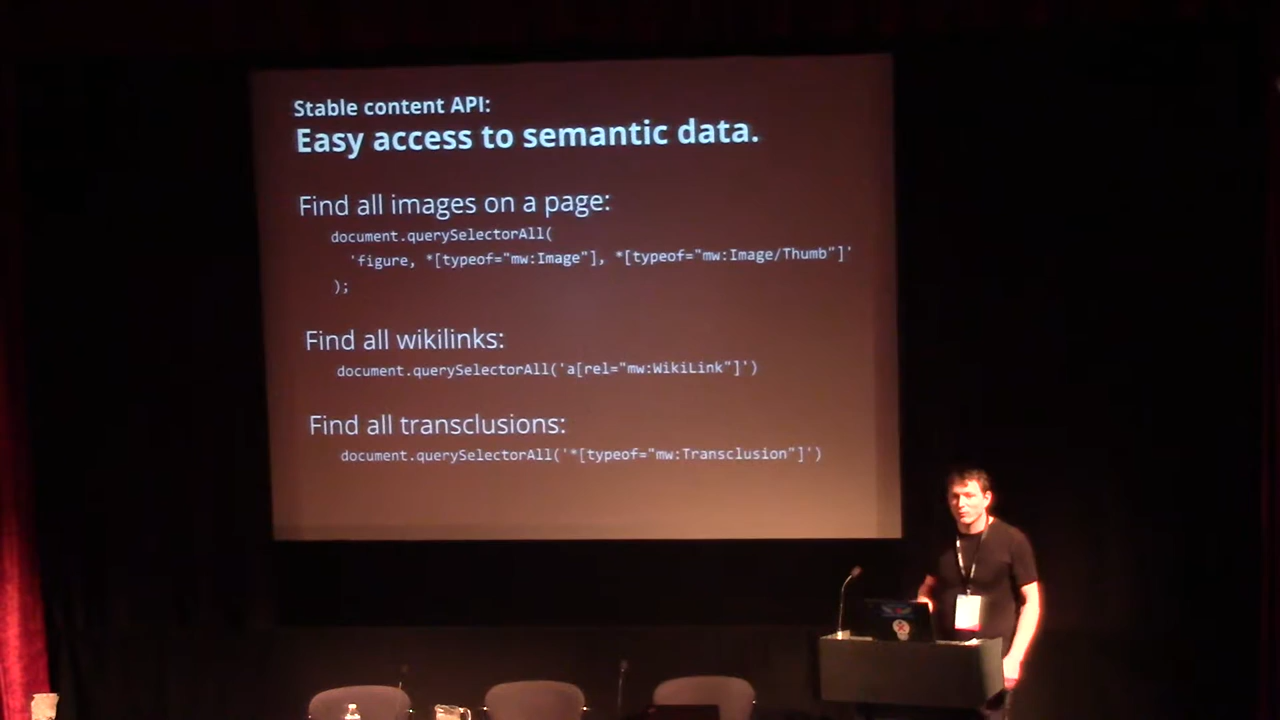 Stable content API:
Easy access to semantic data.
Find all images on a page:
document.querySelectorAll(
'figure, *[typeof="mw:Image"], *[typeof="mw:Image/Thumb"]'
);
Find all wikilinks:
document.querySelectorAll('a[rel="mw:WikiLink"]')
Find all transclusions:
document.querySelectorAll('*[typeof="mw:Transclusion"]')